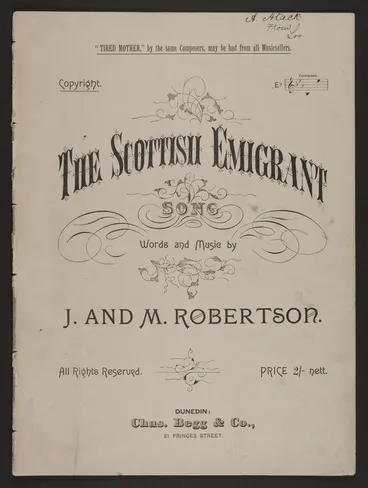 A. Black
"TIRED MOTHER," by the same Composers, may be had from all Musicsellers.
Copyright.
Compass.
E♭
THE SCOTTISH EMIGRANT
SONG
Words and Music by
J. AND M. ROBERTSON.
All Rights Reserved.
PRICE 2/- nett.
DUNEDIN:
Chas. Begg & Co.,
21 PRINCES STREET.